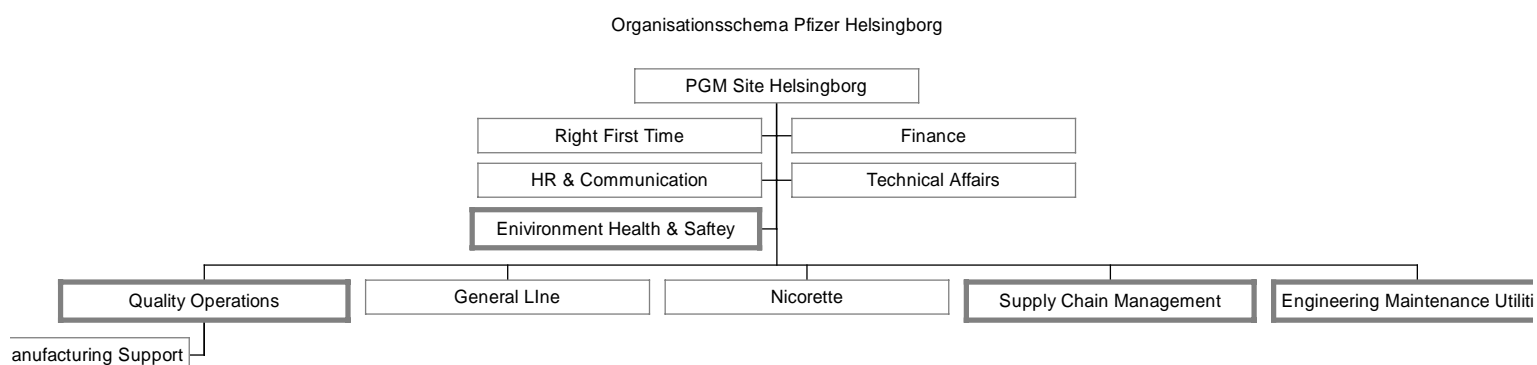 Organisationsschema Pfizer Helsingborg
PGM Site Helsingborg
Right First Time
Finance
HR & Communication
Technical Affairs
Enivironment Health & Saftey
Quality Operations
General LIne
Nicorette
Supply Chain Management
Engineering Maintenance Utiliti
anufacturing Support